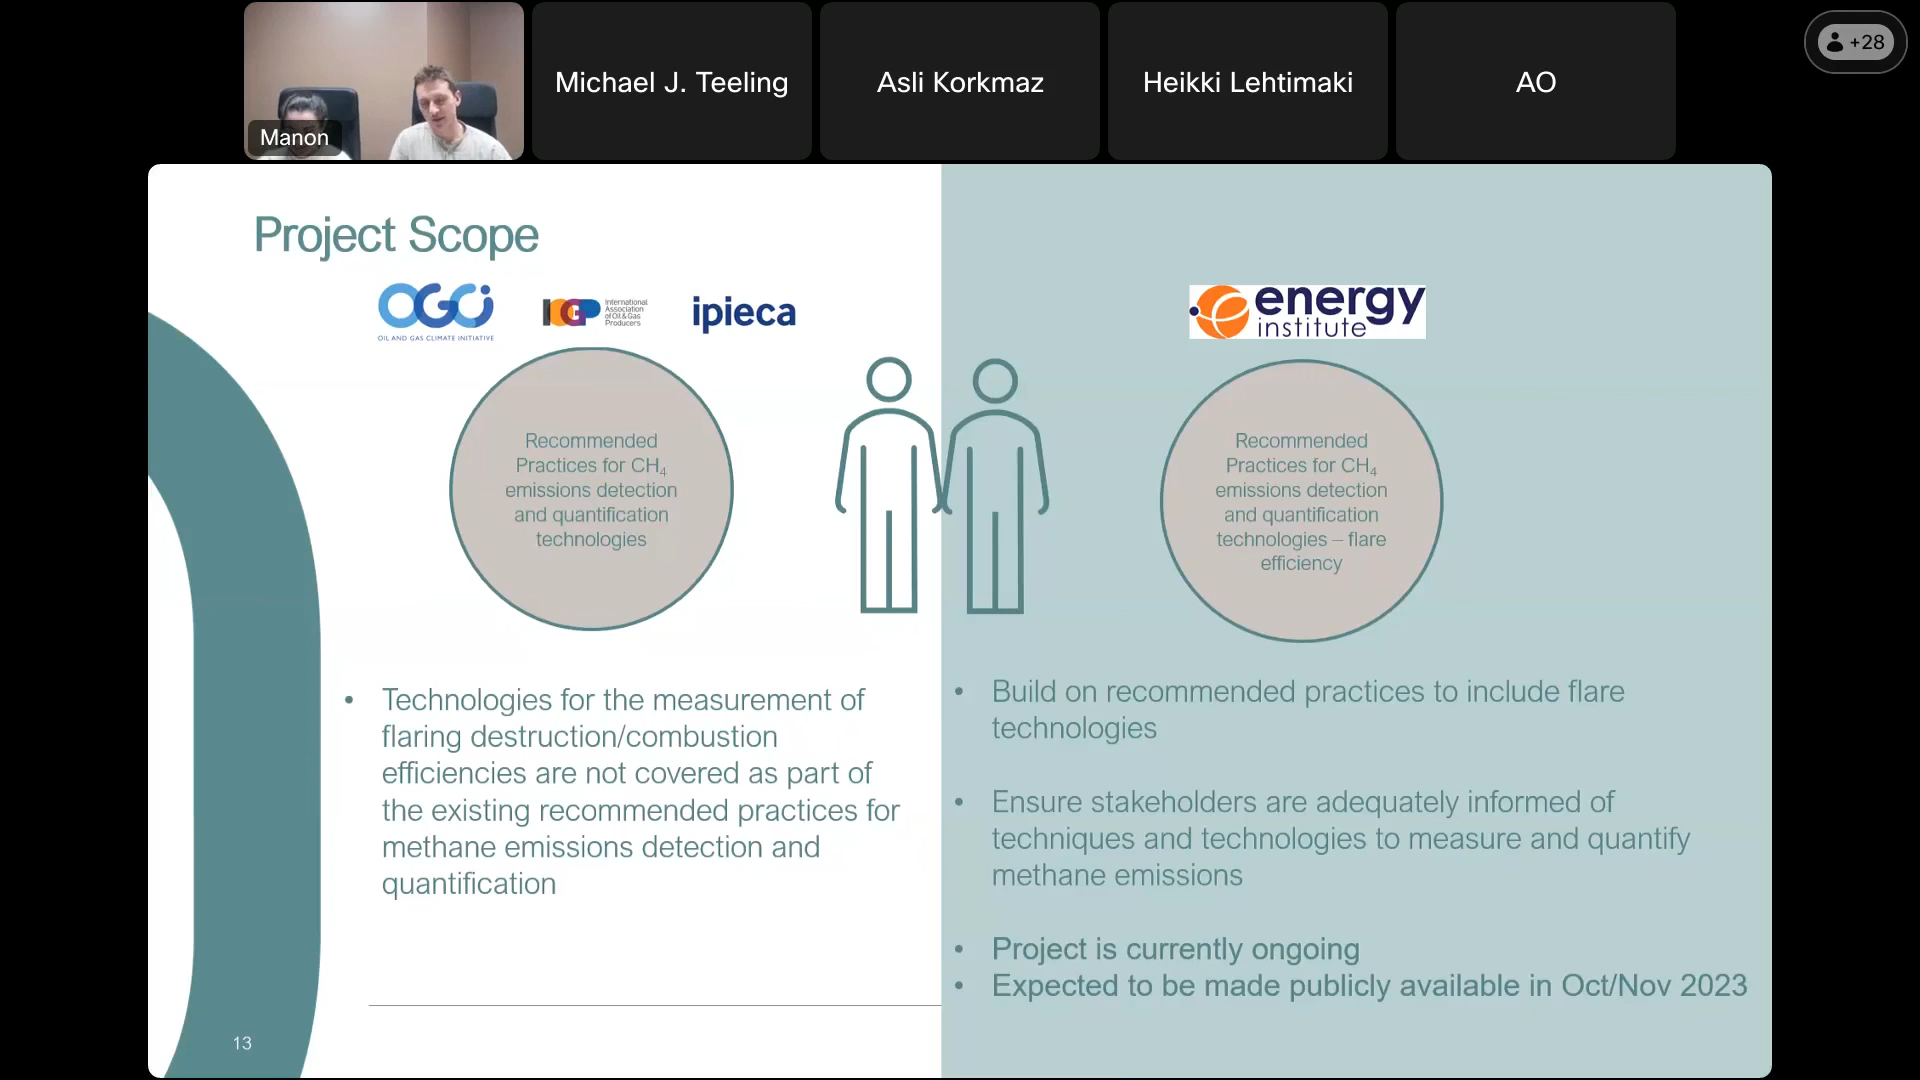 Manon
Michael J. Teeling
Asli Korkmaz
Heikki Lehtimaki
AO
+28
Project Scope
OGCi
OIL AND GAS CLIMATE INITIATIVE
IOGP
International
Association
of Oil & Gas
Producers
ipieca
energy
institute
Recommended
Practices for CH₄
emissions detection
and quantification
technologies
Recommended
Practices for CH₄
emissions detection
and quantification
technologies – flare
efficiency
• Technologies for the measurement of
flaring destruction/combustion
efficiencies are not covered as part of
the existing recommended practices for
methane emissions detection and
quantification
• Build on recommended practices to include flare
technologies
• Ensure stakeholders are adequately informed of
techniques and technologies to measure and quantify
methane emissions
• Project is currently ongoing
• Expected to be made publicly available in Oct/Nov 2023
13